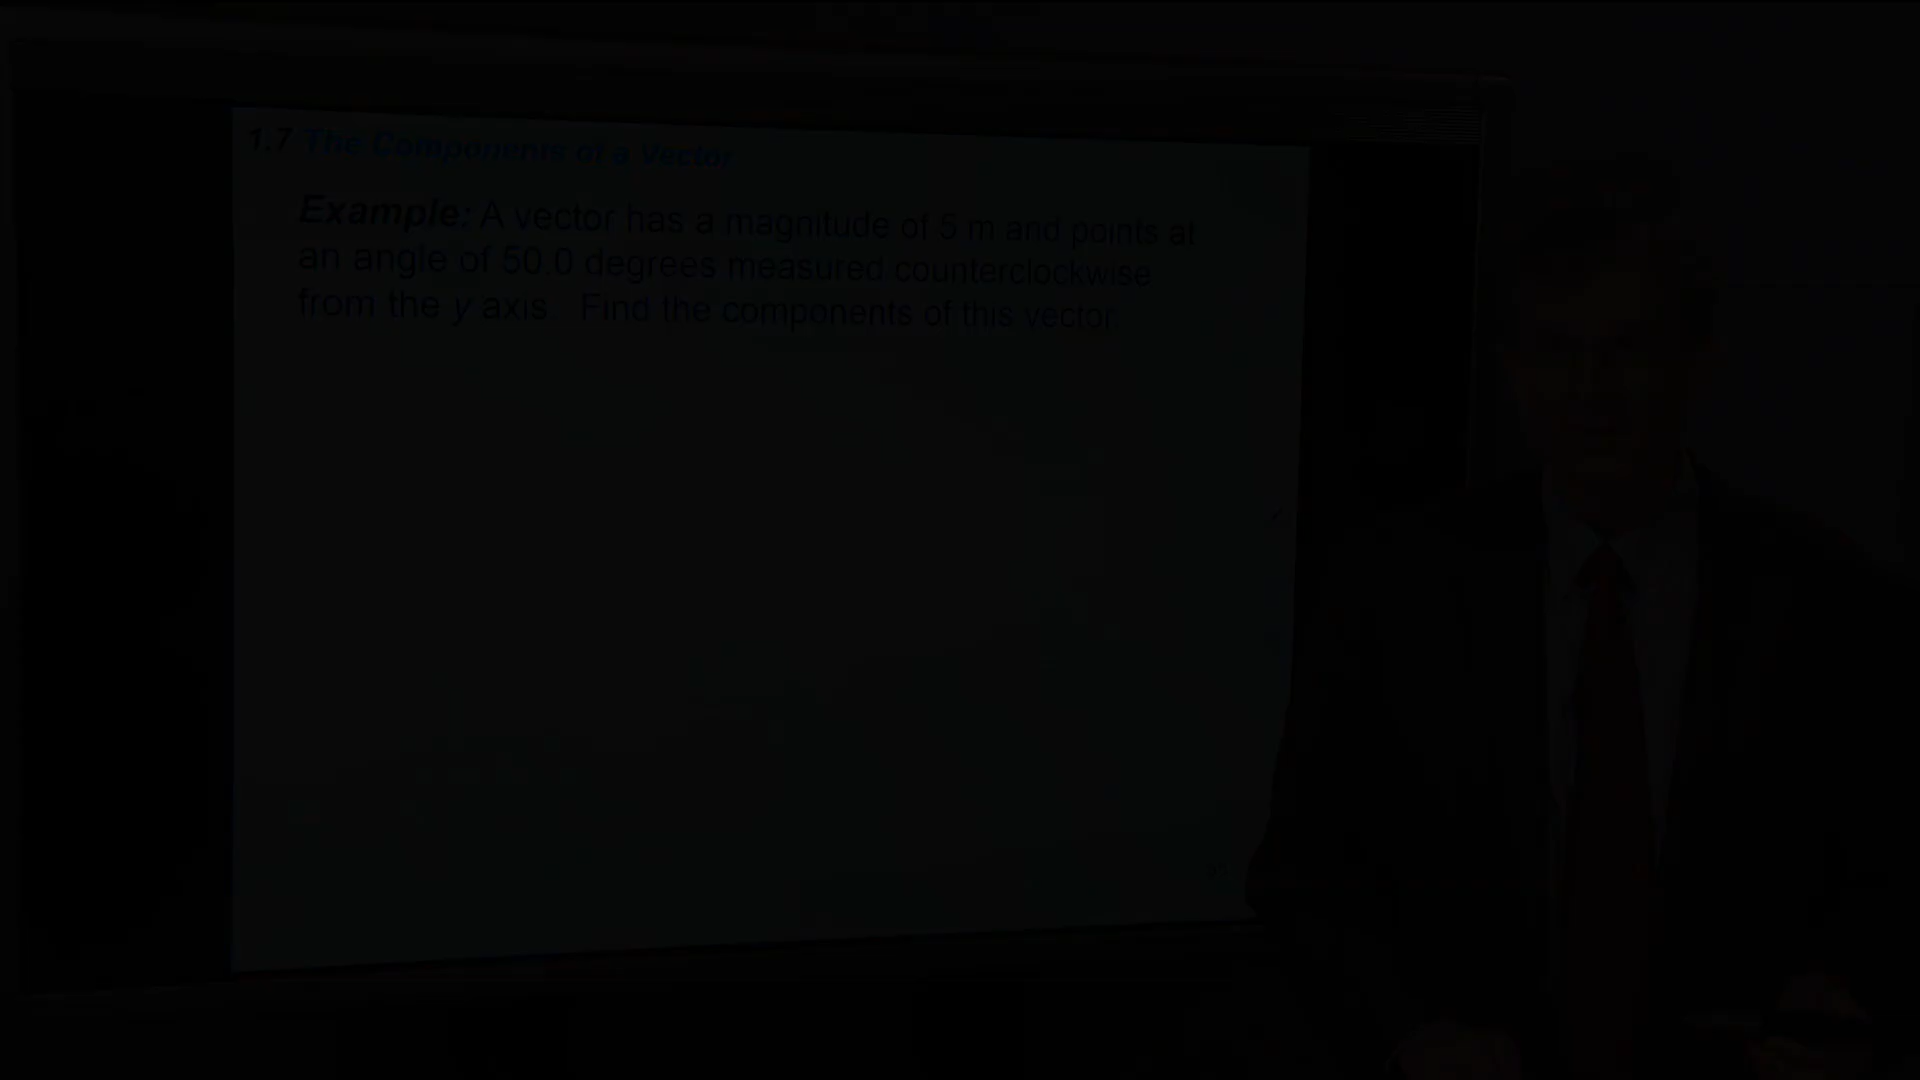 1.7 The Components of a Vector
Example: A vector has a magnitude of 5 m and points at
an angle of 50.0 degrees measured counterclockwise
from the y axis. Find the components of this vector.